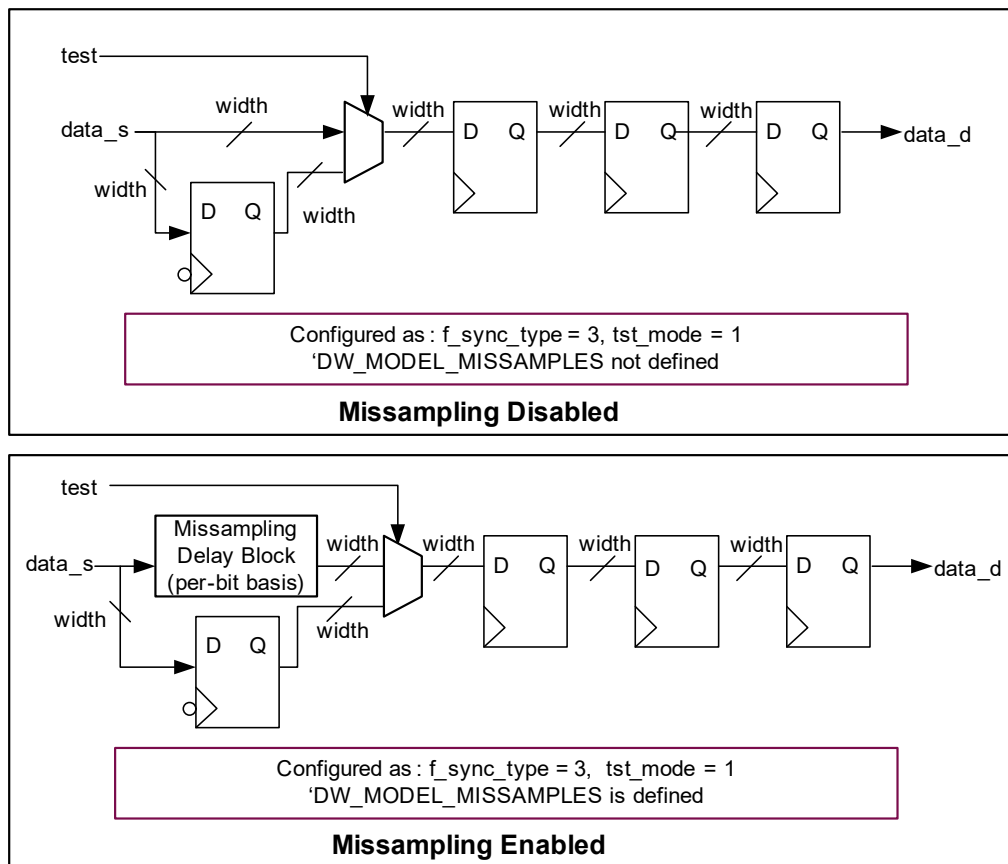 test
width
width
width
width
data_s
D Q
D Q
D Q
data_d
width
width
D Q
Configured as : f_sync_type = 3, tst_mode = 1
‘DW_MODEL_MISSAMPLES not defined
Missampling Disabled
test
Missampling
Delay Block
(per-bit basis)
width
width
width
width
data_s
D Q
D Q
D Q
data_d
width
width
D Q
Configured as : f_sync_type = 3, tst_mode = 1
‘DW_MODEL_MISSAMPLES is defined
Missampling Enabled